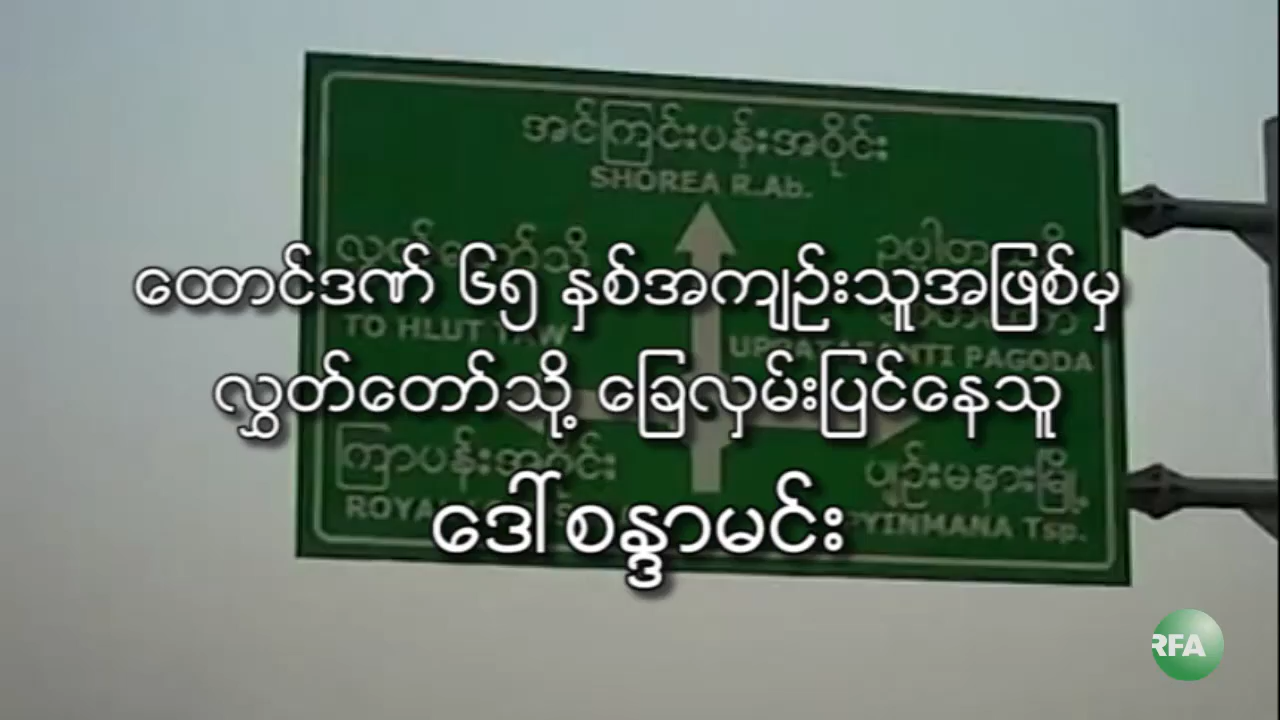 အင်ကြင်းပန်းအဝိုင်း
SHOREA R.Ab.
ထောင်ဒဏ် ၆၅ နှစ်အကျဉ်းသူအဖြစ်မှ
TO HLUT TAW
UPPATASANTI PAGODA
လွှတ်တော်သို့ ခြေလှမ်းပြင်နေသူ
ကြာပန်းအဝိုင်း
ပျဉ်းမနားမြို့
ROYAL
PYINMANA Tsp.
ဒေါ်စန္ဒာမင်း
RFA